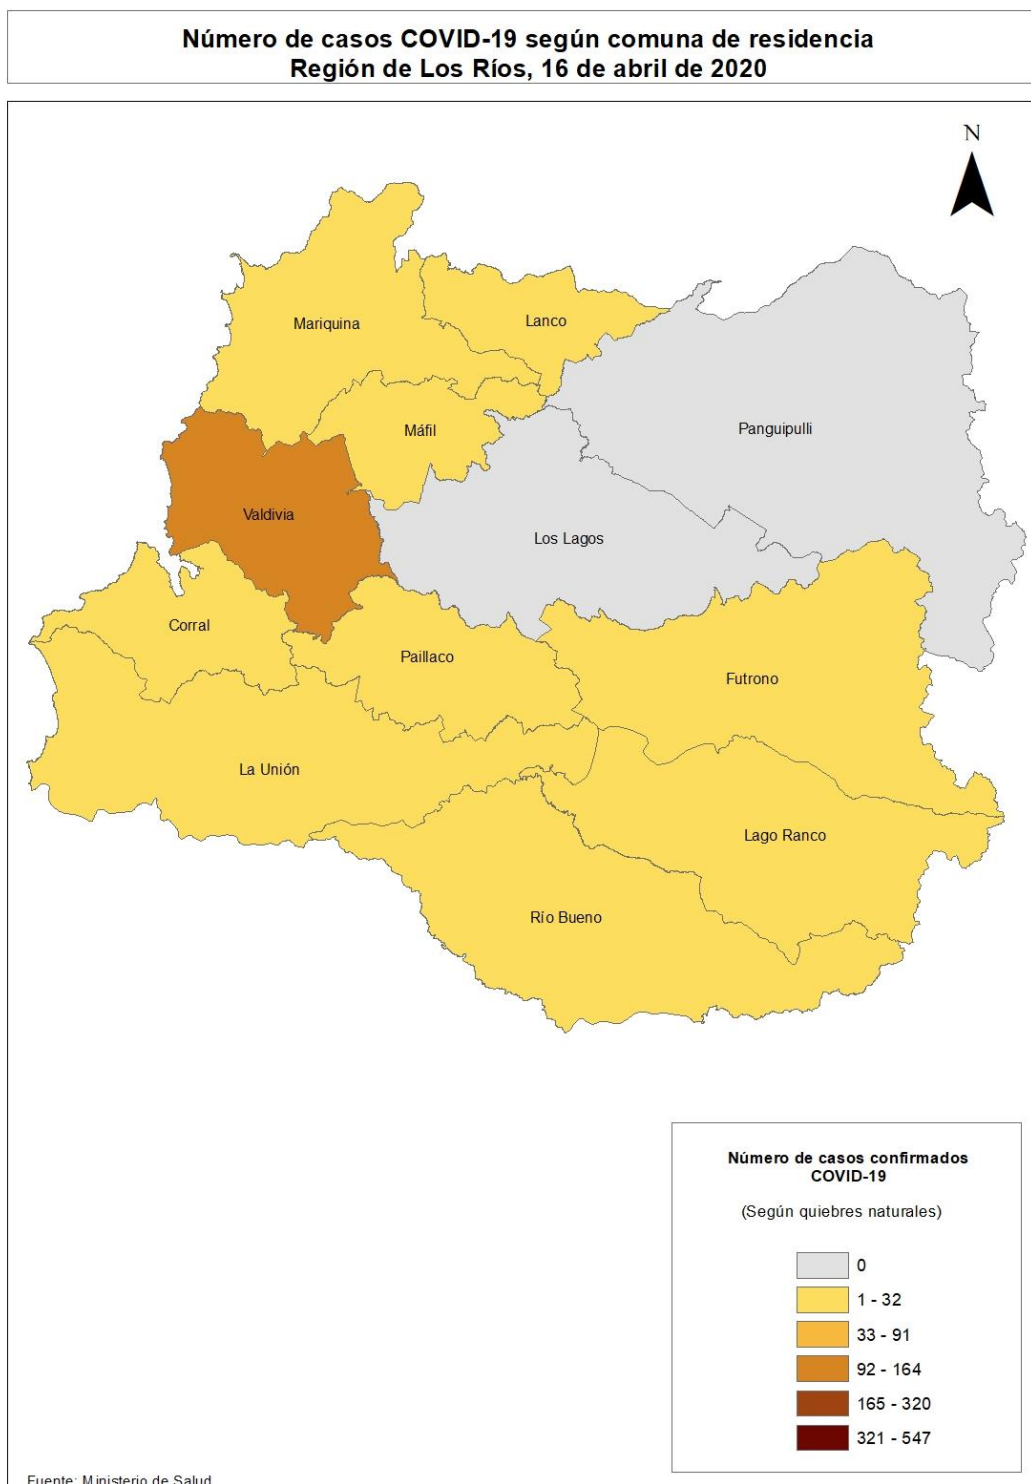 Número de casos COVID-19 según comuna de residencia
Región de Los Ríos, 16 de abril de 2020
N
Mariquina
Lanco
Máfil
Panguipulli
Valdivia
Los Lagos
Corral
Paillaco
Futrono
La Unión
Lago Ranco
Río Bueno
Número de casos confirmados
COVID-19
(Según quiebres naturales)
0
1 - 32
33 - 91
92 - 164
165 - 320
321 - 547
Fuente: Ministerio de Salud